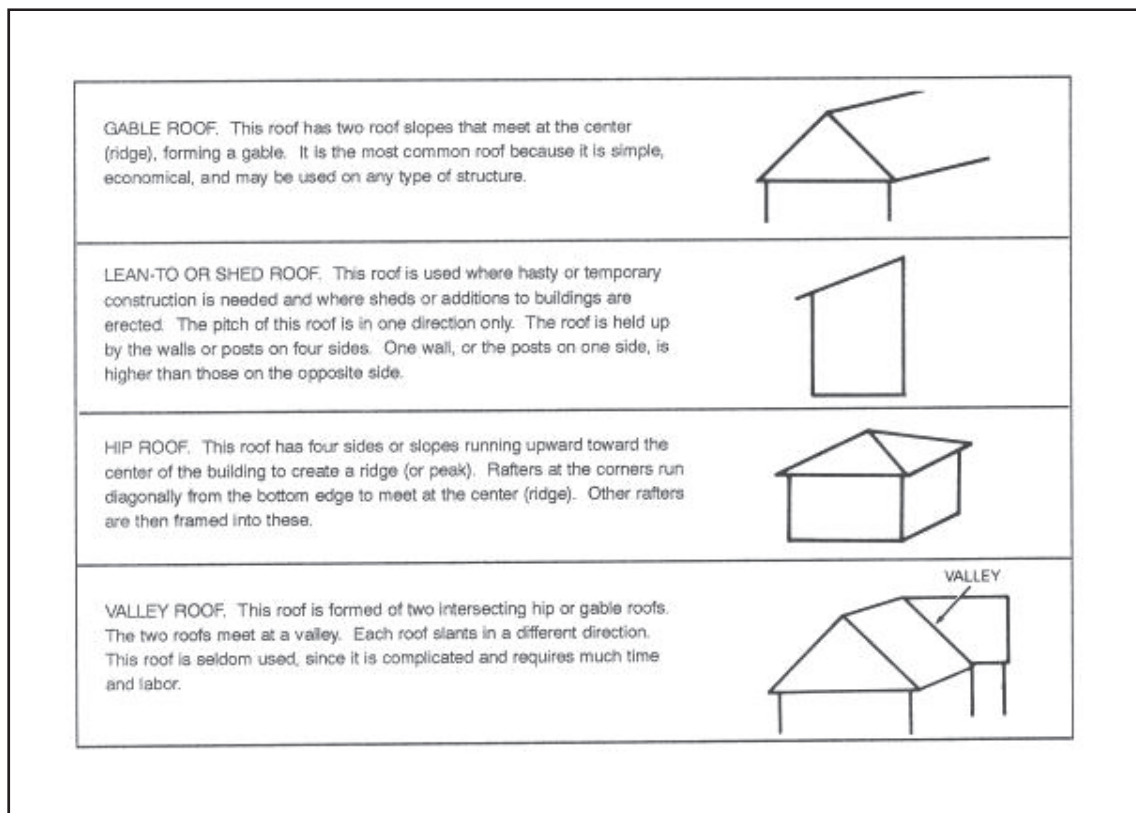 GABLE ROOF. This roof has two roof slopes that meet at the center
(ridge), forming a gable. It is the most common roof because it is simple,
economical, and may be used on any type of structure.
LEAN-TO OR SHED ROOF. This roof is used where hasty or temporary
construction is needed and where sheds or additions to buildings are
erected. The pitch of this roof is in one direction only. The roof is held up
by the walls or posts on four sides. One wall, or the posts on one side, is
higher than those on the opposite side.
HIP ROOF. This roof has four sides or slopes running upward toward the
center of the building to create a ridge (or peak). Rafters at the corners run
diagonally from the bottom edge to meet at the center (ridge). Other rafters
are then framed into these.
VALLEY
VALLEY ROOF. This roof is formed of two intersecting hip or gable roofs.
The two roofs meet at a valley. Each roof slants in a different direction.
This roof is seldom used, since it is complicated and requires much time
and labor.